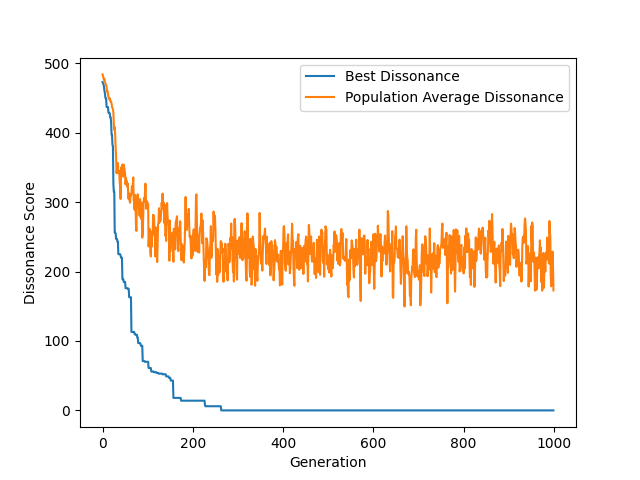 500
400
300
200
100
0
Dissonance Score
Best Dissonance
Population Average Dissonance
0 200 400 600 800 1000
Generation